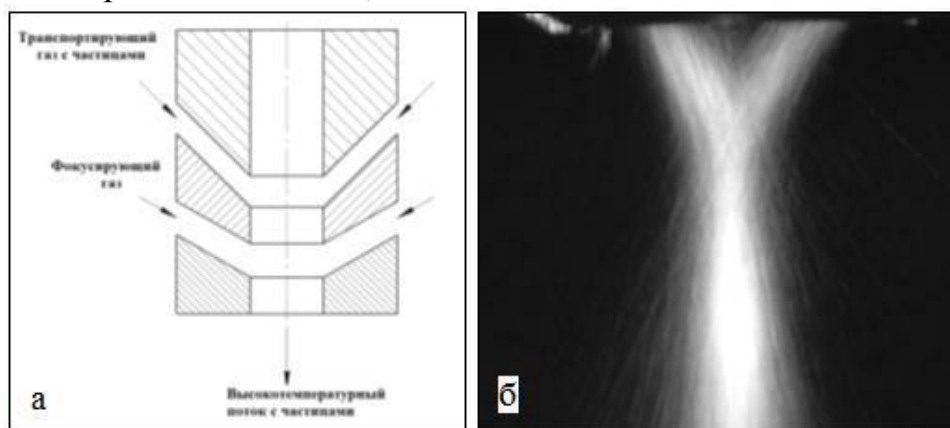 Транспортирующий
газ с частицами
Фокусирующий
газ
Высокотемпературный
поток с частицами
а
б